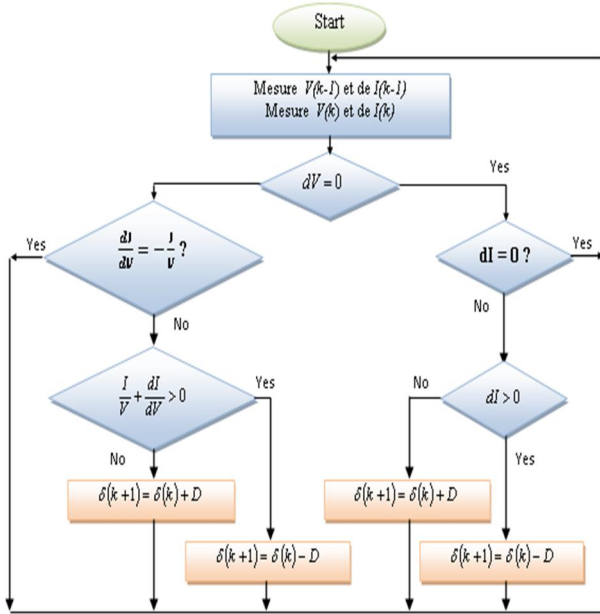 Start
Mesure V(k-1) et de I(k-1)
Mesure V(k) et de I(k)
dV = 0
Yes
Yes
dI/dV = -I/V ?
dI = 0 ?
Yes
No
No
I/V + dI/dV > 0
Yes
No
dI > 0
No
Yes
δ(k+1) = δ(k) + D
δ(k+1) = δ(k) + D
δ(k+1) = δ(k) − D
δ(k+1) = δ(k) − D